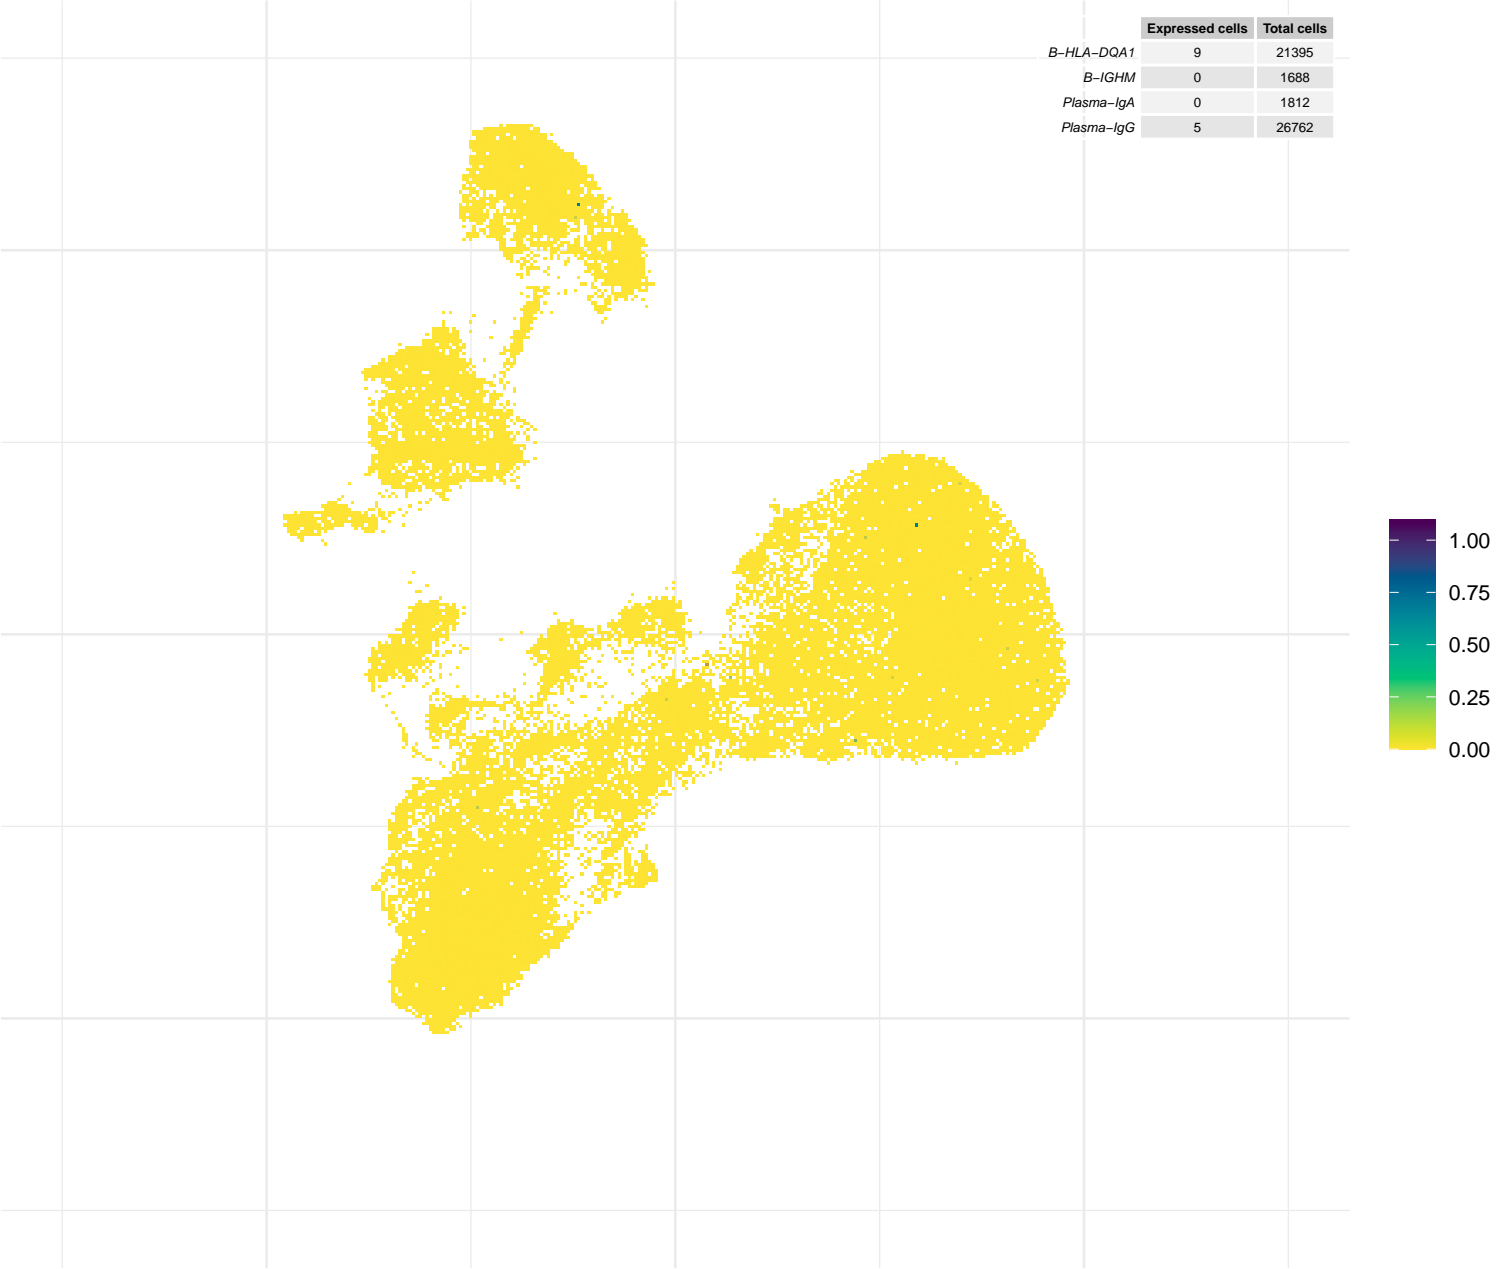 Expressed cells Total cells
B−HLA−DQA1 9 21395
B−IGHM 0 1688
Plasma−IgA 0 1812
Plasma−IgG 5 26762
1.00
0.75
0.50
0.25
0.00